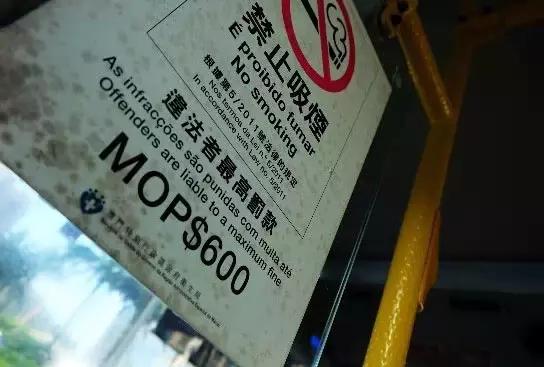 禁止吸煙
É Proibido fumar
No smoking
根據第5/2011號法律的規定
Nos termos da Lei n.º 5/2011
In accordance with Law no. 5/2011
違法者最高罰款
As infracções são punidas com multa até
Offenders are liable to a maximum fine
MOP$600